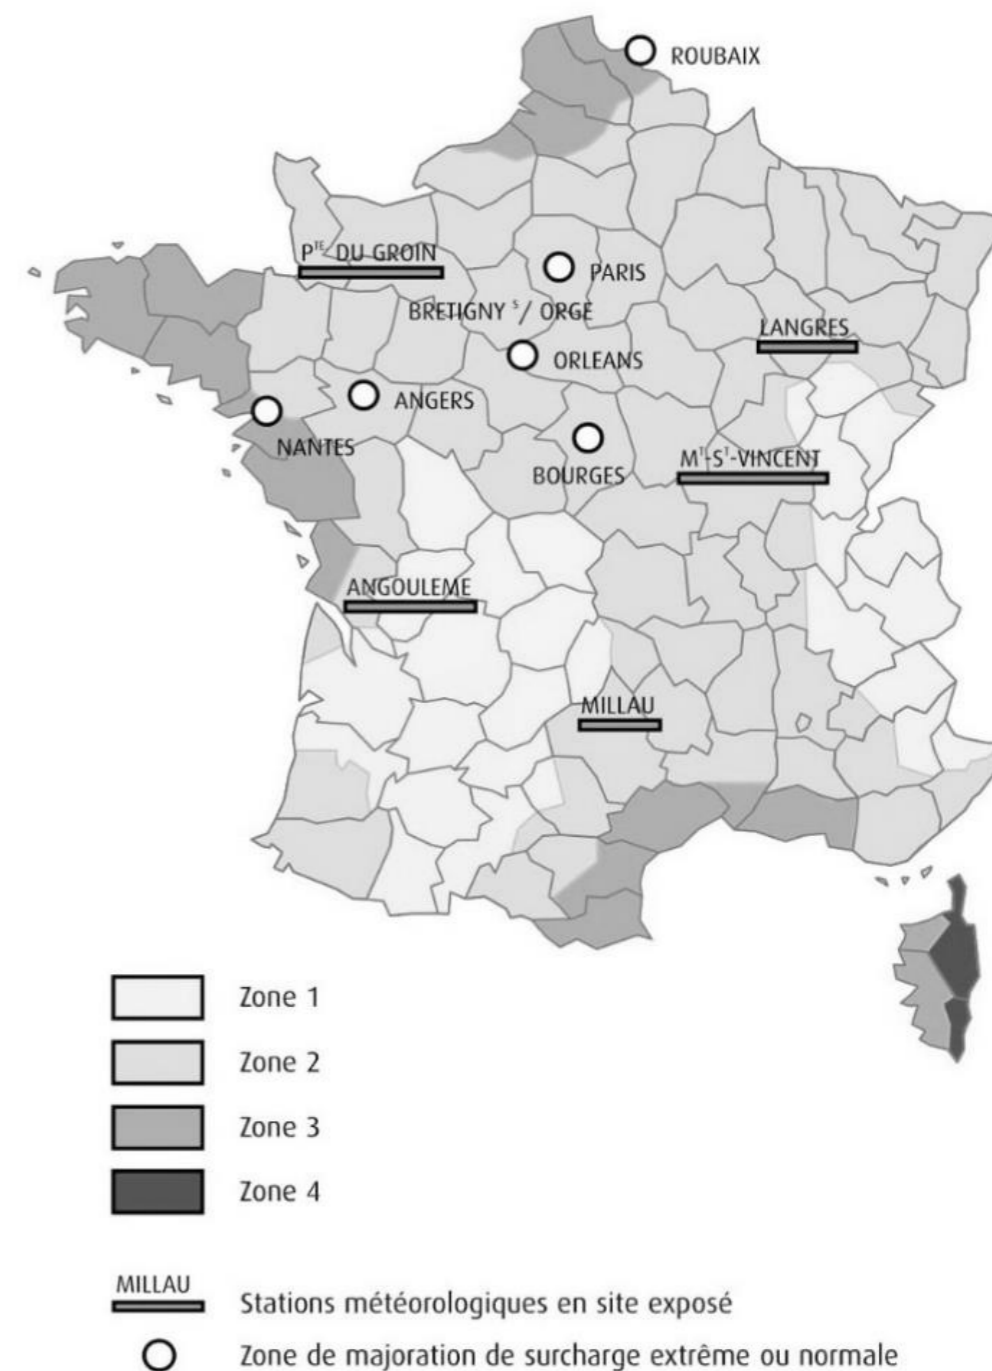 ROUBAIX
PTE DU GROIN
PARIS
BRETIGNY S/ ORGE
LANGRES
ORLEANS
ANGERS
NANTES
BOURGES
MT-ST-VINCENT
ANGOULEME
MILLAU
Zone 1
Zone 2
Zone 3
Zone 4
MILLAU
Stations météorologiques en site exposé
Zone de majoration de surcharge extrême ou normale